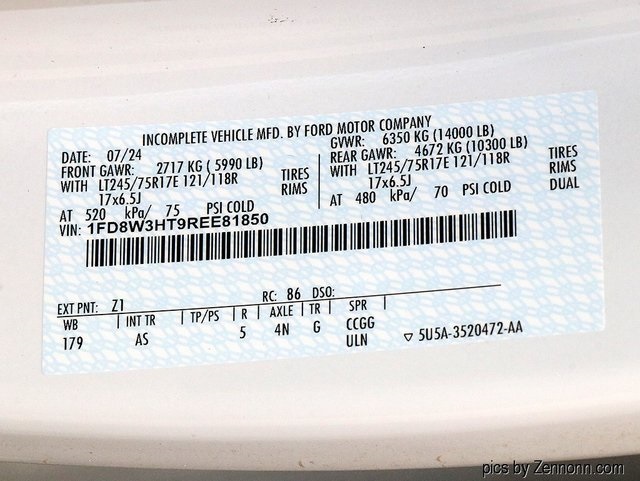 INCOMPLETE VEHICLE MFD. BY FORD MOTOR COMPANY
DATE: 07/24 GVWR: 6350 KG (14000 LB)
FRONT GAWR: 2717 KG (5990 LB) REAR GAWR: 4672 KG (10300 LB)
WITH LT245/75R17E 121/118R TIRES WITH LT245/75R17E 121/118R TIRES
17x6.5J RIMS 17x6.5J RIMS
AT 520 kPa/ 75 PSI COLD AT 480 kPa/ 70 PSI COLD DUAL
VIN: 1FD8W3HT9REE81850
EXT PNT: Z1 RC: 86 DSO:
WB INT TR TP/PS R AXLE TR SPR
179 AS 5 4N G CCGG
ULN ▽ 5U5A-3520472-AA
pics by Zennonn.com